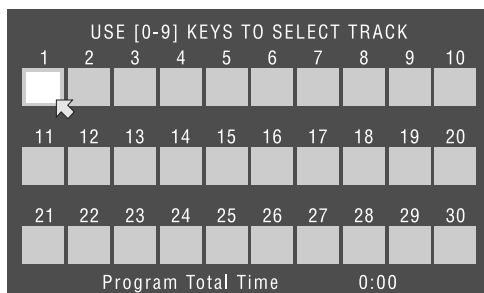 USE [0-9] KEYS TO SELECT TRACK
1 2 3 4 5 6 7 8 9 10
11 12 13 14 15 16 17 18 19 20
21 22 23 24 25 26 27 28 29 30
Program Total Time 0:00